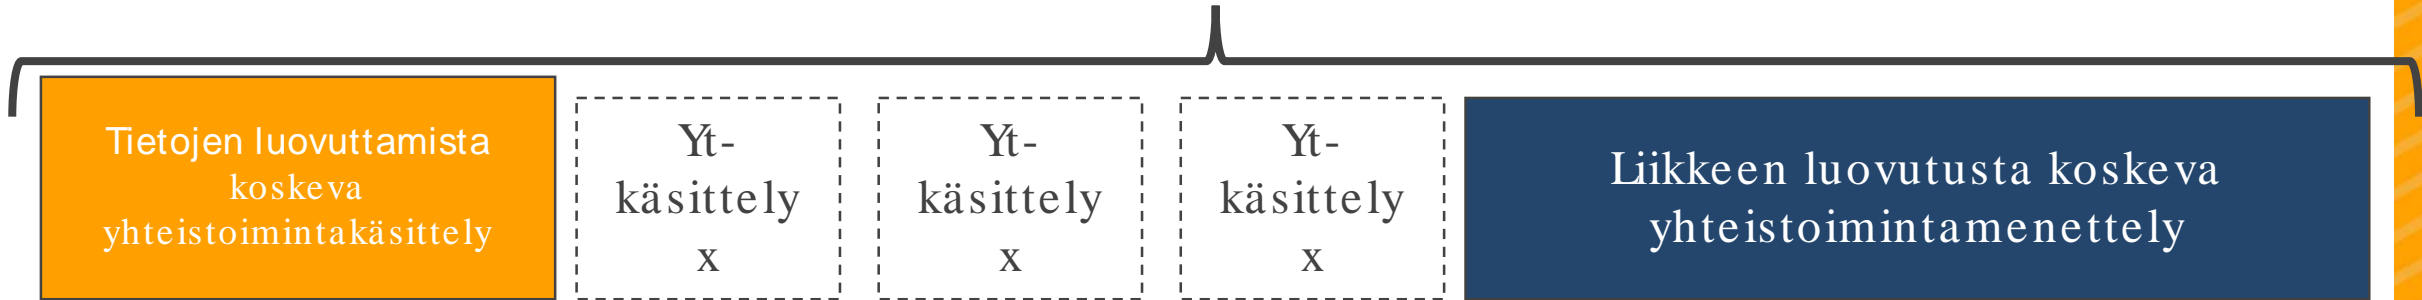 Tietojen luovuttamista
koskeva
yhteistoimintakäsittely
Yt-
käsittely
x
Yt-
käsittely
x
Yt-
käsittely
x
Liikkeen luovutusta koskeva
yhteistoimintamenettely